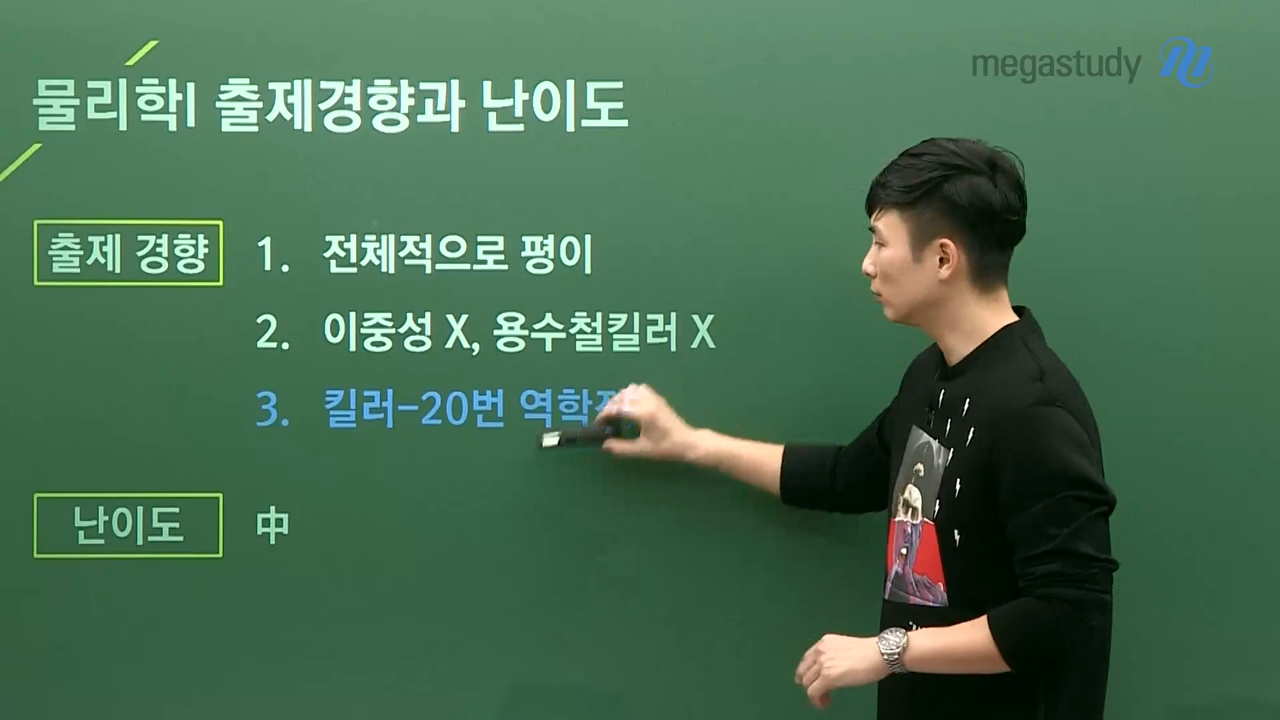 megastudy
물리학I 출제경향과 난이도
출제 경향 1. 전체적으로 평이
2. 이중성 X, 용수철킬러 X
3. 킬러-20번
난이도 中